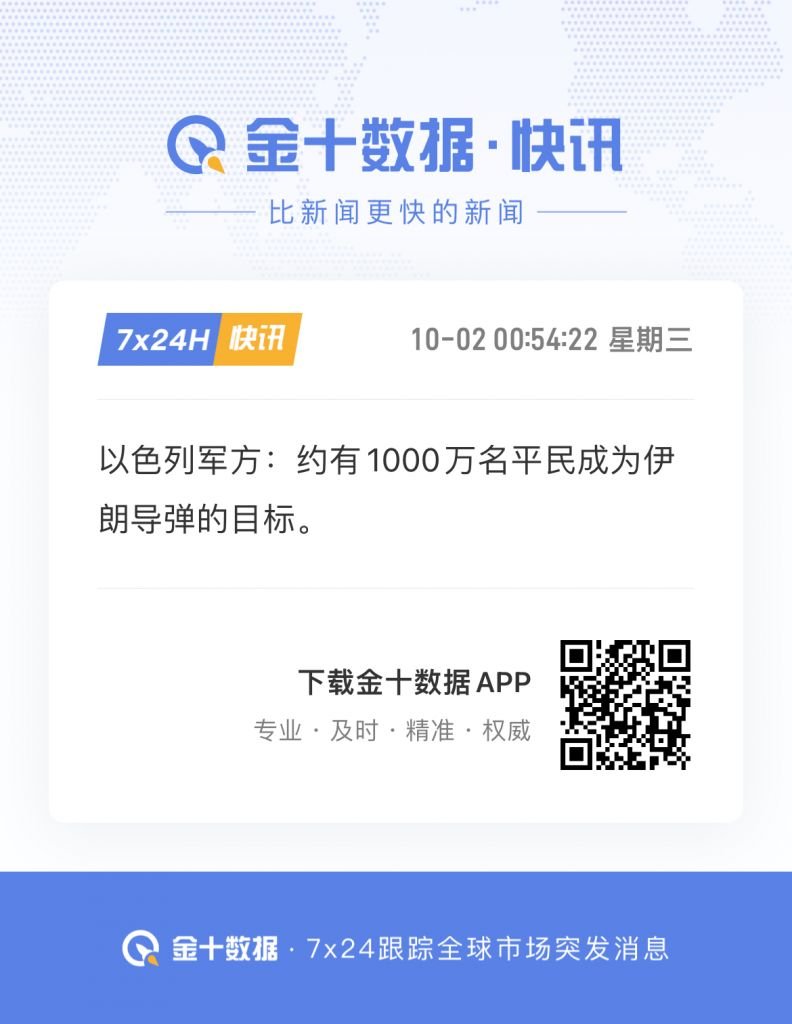 金十数据·快讯
比新闻更快的新闻
7x24H 快讯 10-02 00:54:22 星期三
以色列军方：约有1000万名平民成为伊
朗导弹的目标。
下载金十数据APP
专业·及时·精准·权威
金十数据·7x24跟踪全球市场突发消息